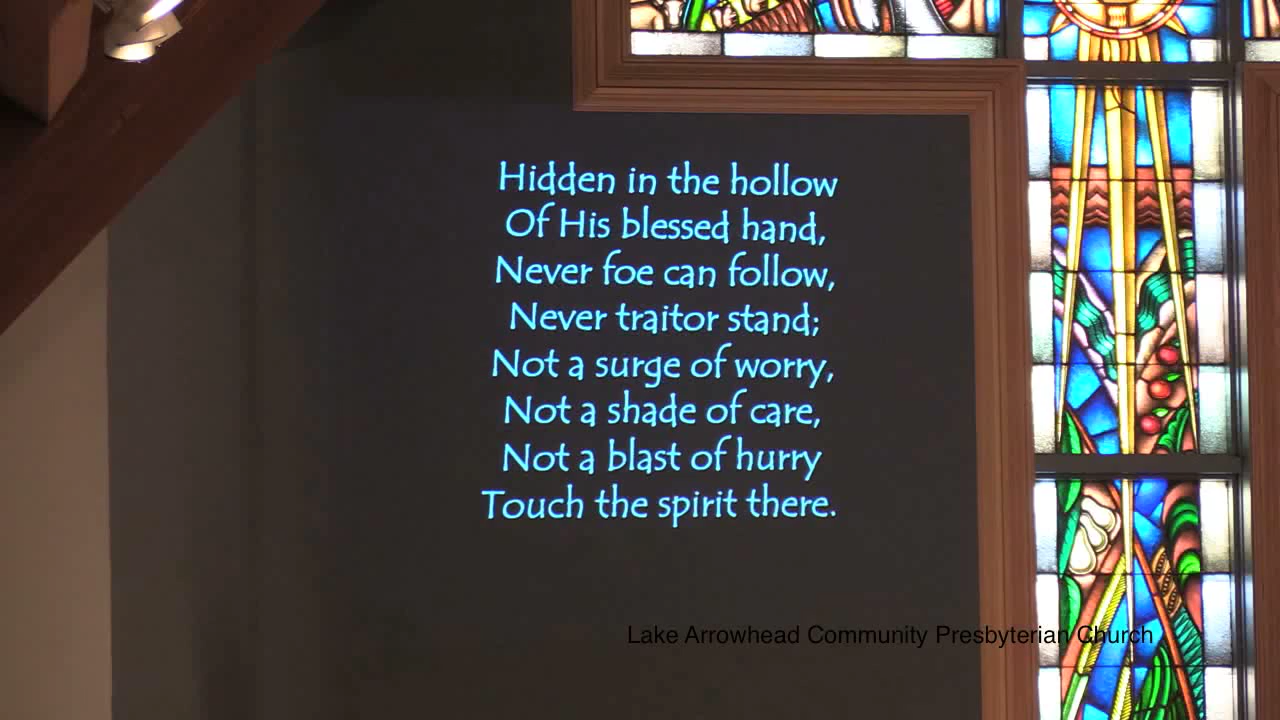 Hidden in the hollow
Of His blessed hand,
Never foe can follow,
Never traitor stand;
Not a surge of worry,
Not a shade of care,
Not a blast of hurry
Touch the spirit there.
Lake Arrowhead Community Presbyterian Church